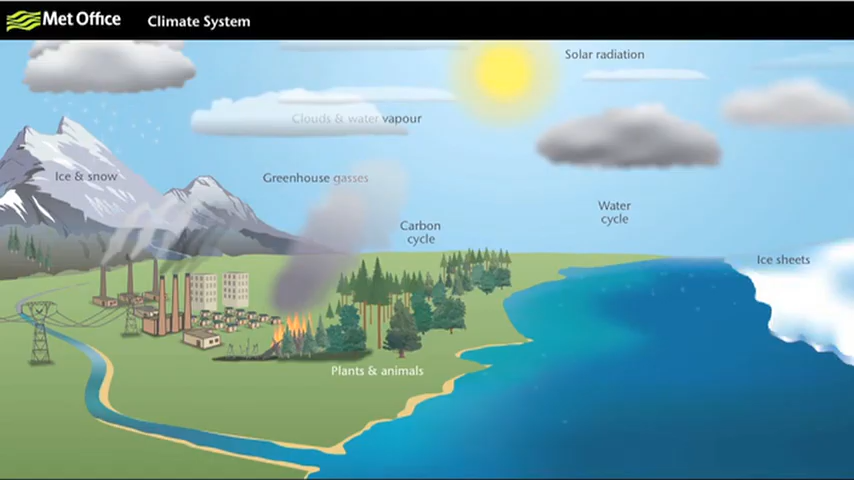 Met Office
Climate System
Solar radiation
Clouds & water vapour
Ice & snow
Greenhouse gasses
Water
cycle
Carbon
cycle
Ice sheets
Plants & animals